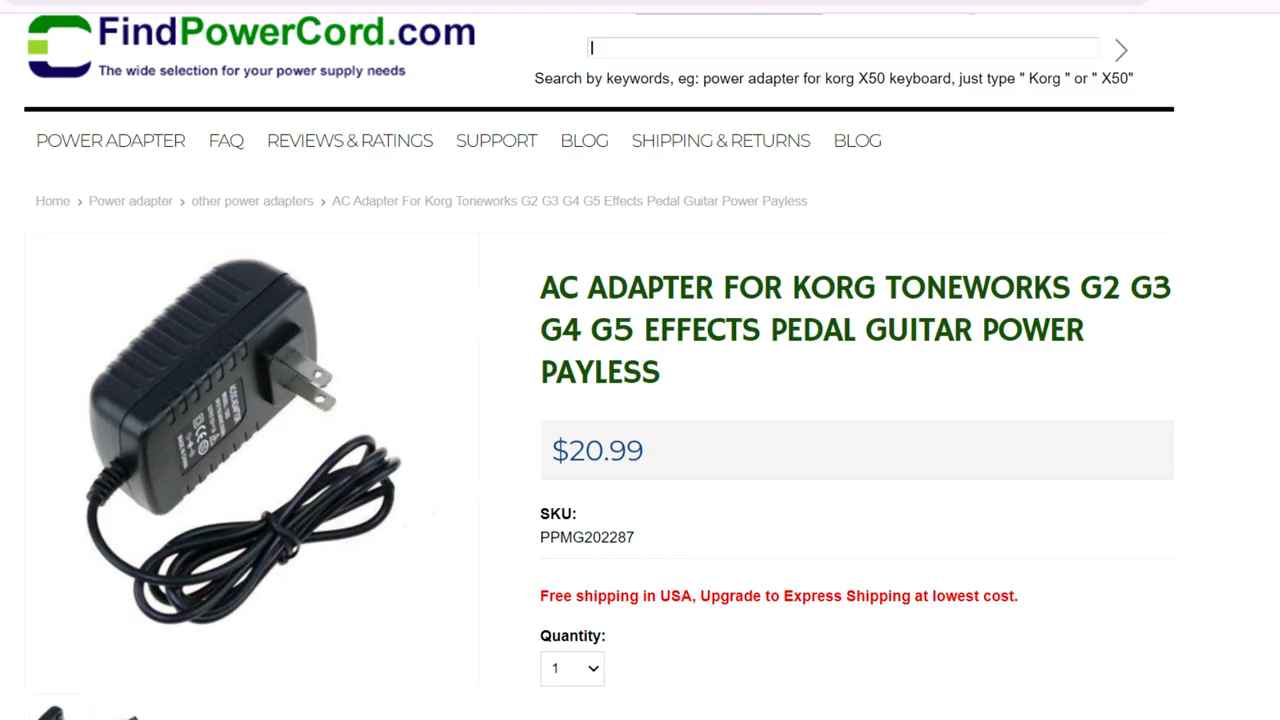 FindPowerCord.com
The wide selection for your power supply needs
Search by keywords, eg: power adapter for korg X50 keyboard, just type " Korg " or " X50"
POWER ADAPTER FAQ REVIEWS & RATINGS SUPPORT BLOG SHIPPING & RETURNS BLOG
Home › Power adapter › other power adapters › AC Adapter For Korg Toneworks G2 G3 G4 G5 Effects Pedal Guitar Power Payless
AC ADAPTER FOR KORG TONEWORKS G2 G3
G4 G5 EFFECTS PEDAL GUITAR POWER
PAYLESS
$20.99
SKU:
PPMG202287
Free shipping in USA, Upgrade to Express Shipping at lowest cost.
Quantity:
1